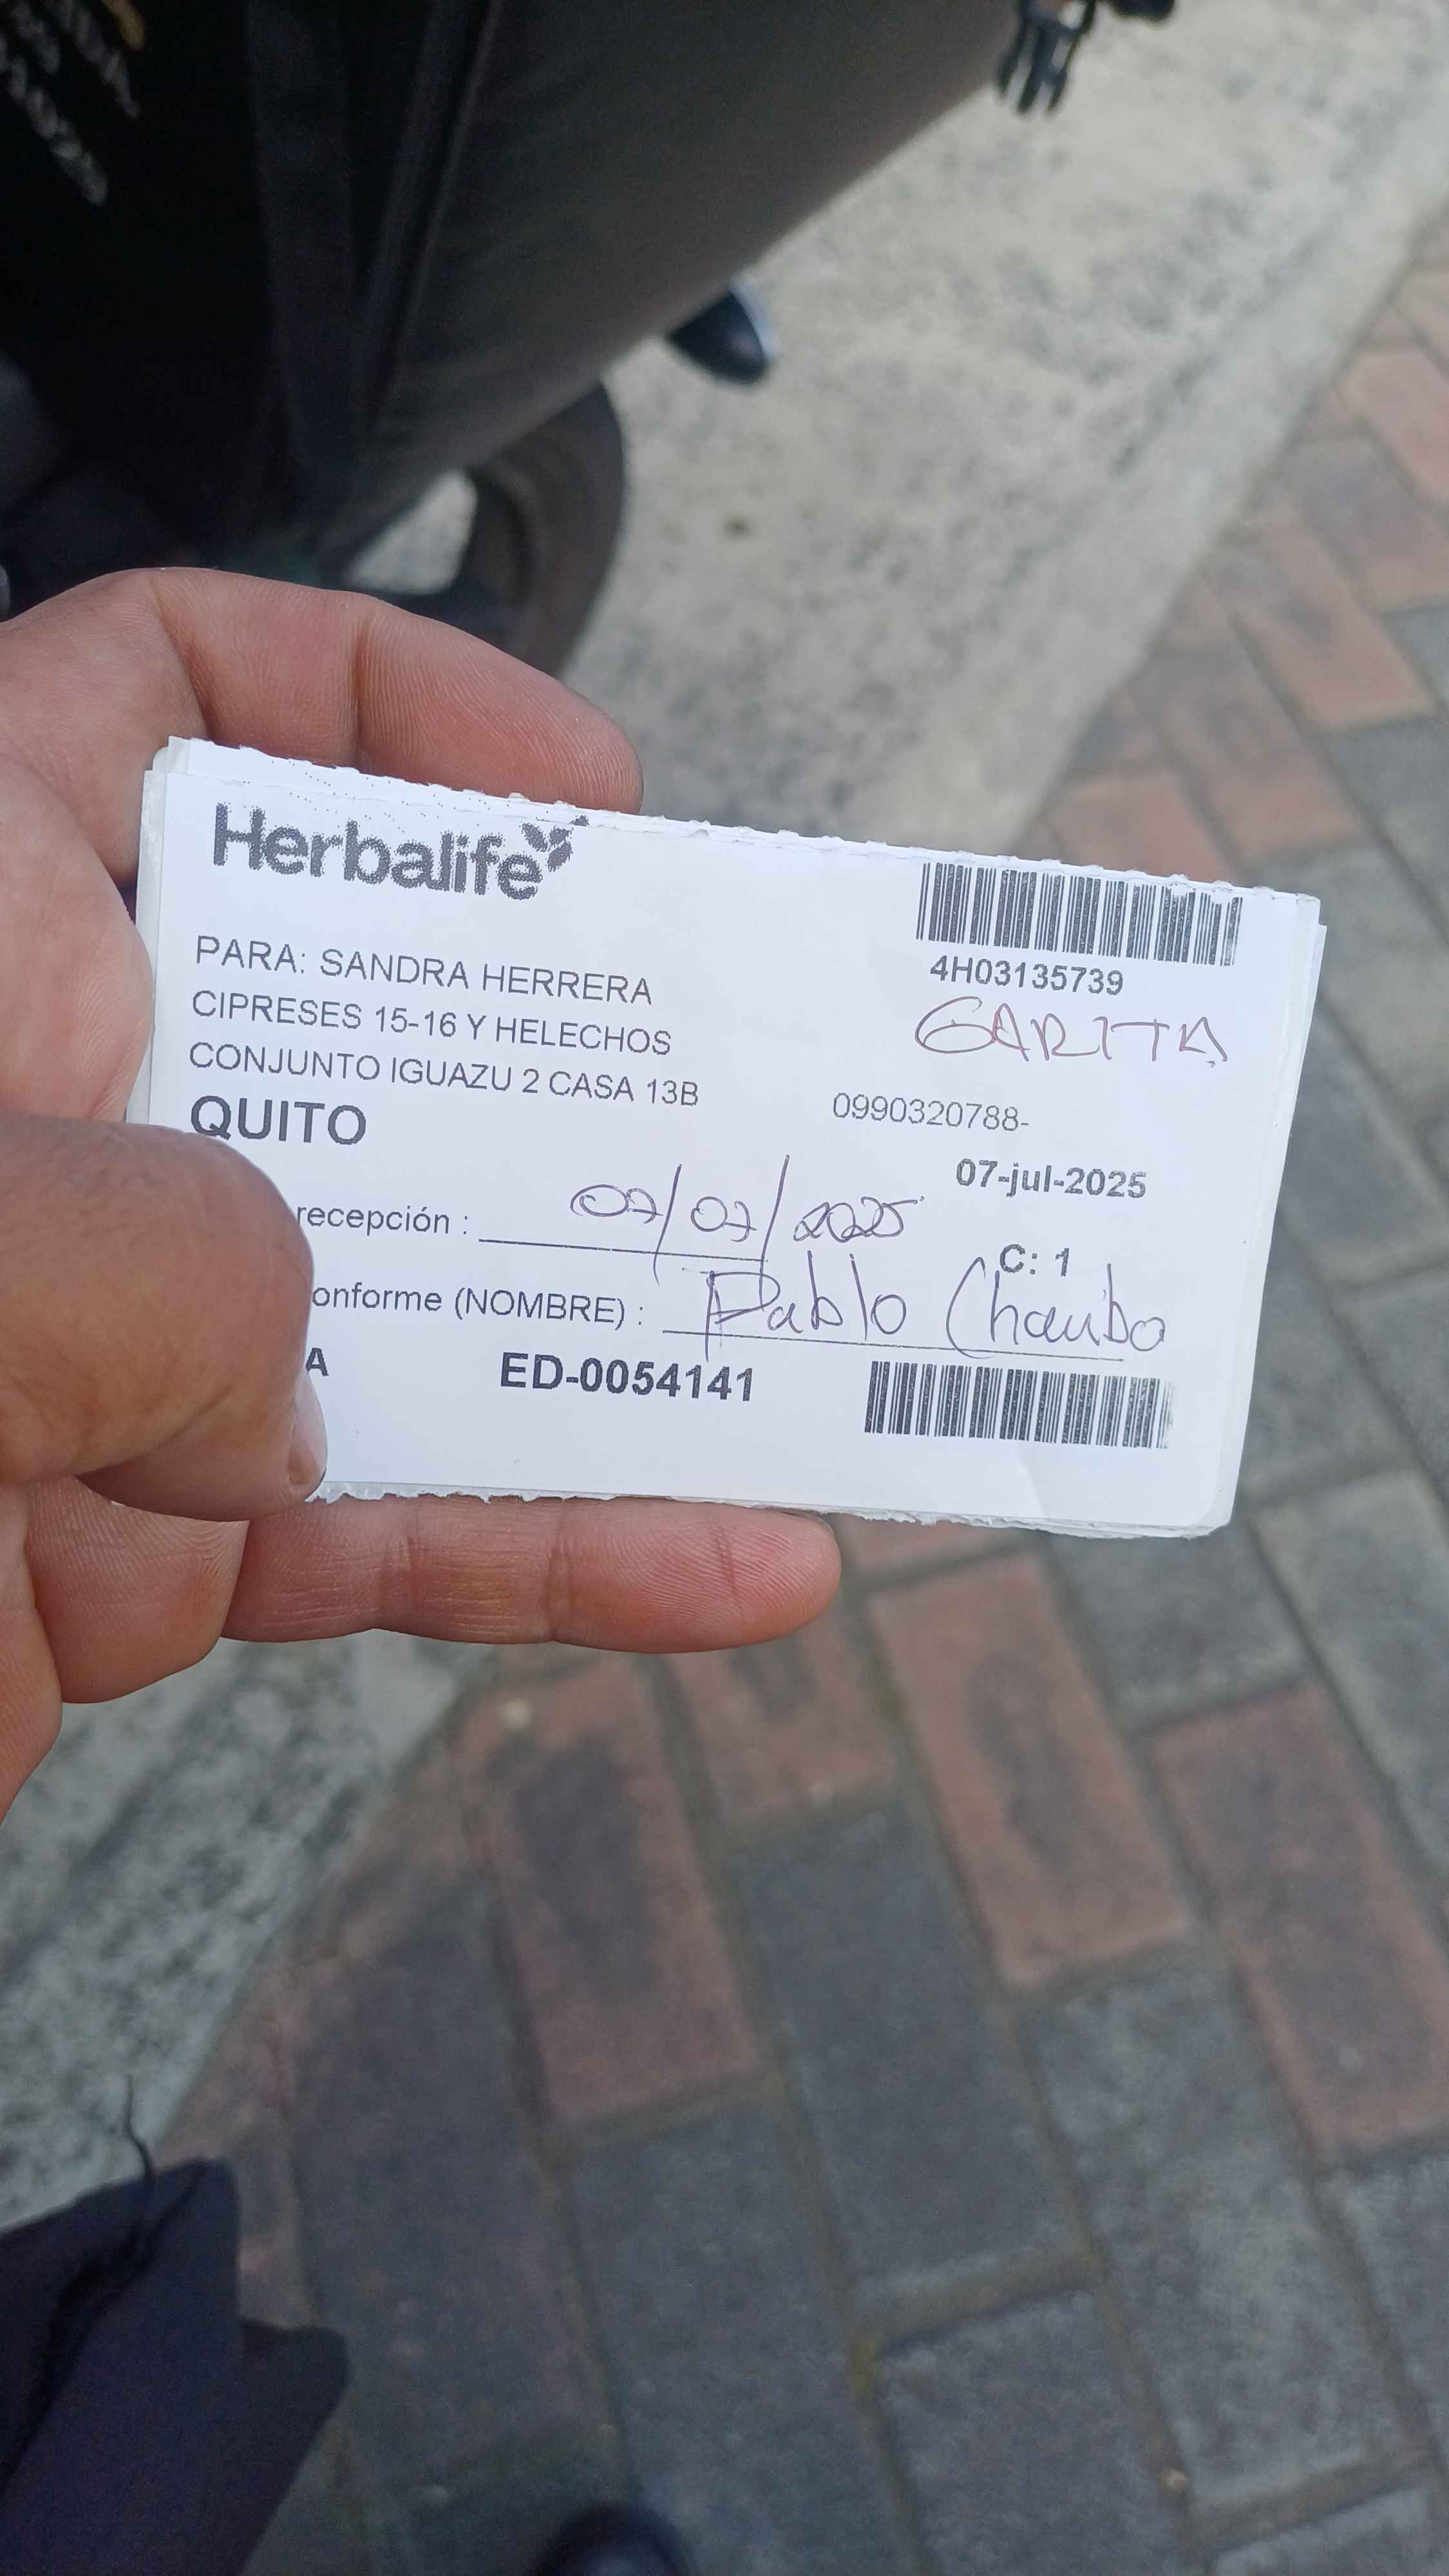 Herbalife
4H03135739
GARITA
PARA: SANDRA HERRERA
CIPRESES 15-16 Y HELECHOS
CONJUNTO IGUAZU 2 CASA 13B
0990320788-
QUITO
07-jul-2025
recepción : 07/07/2025
C: 1
onforme (NOMBRE) : Pablo
A ED-0054141